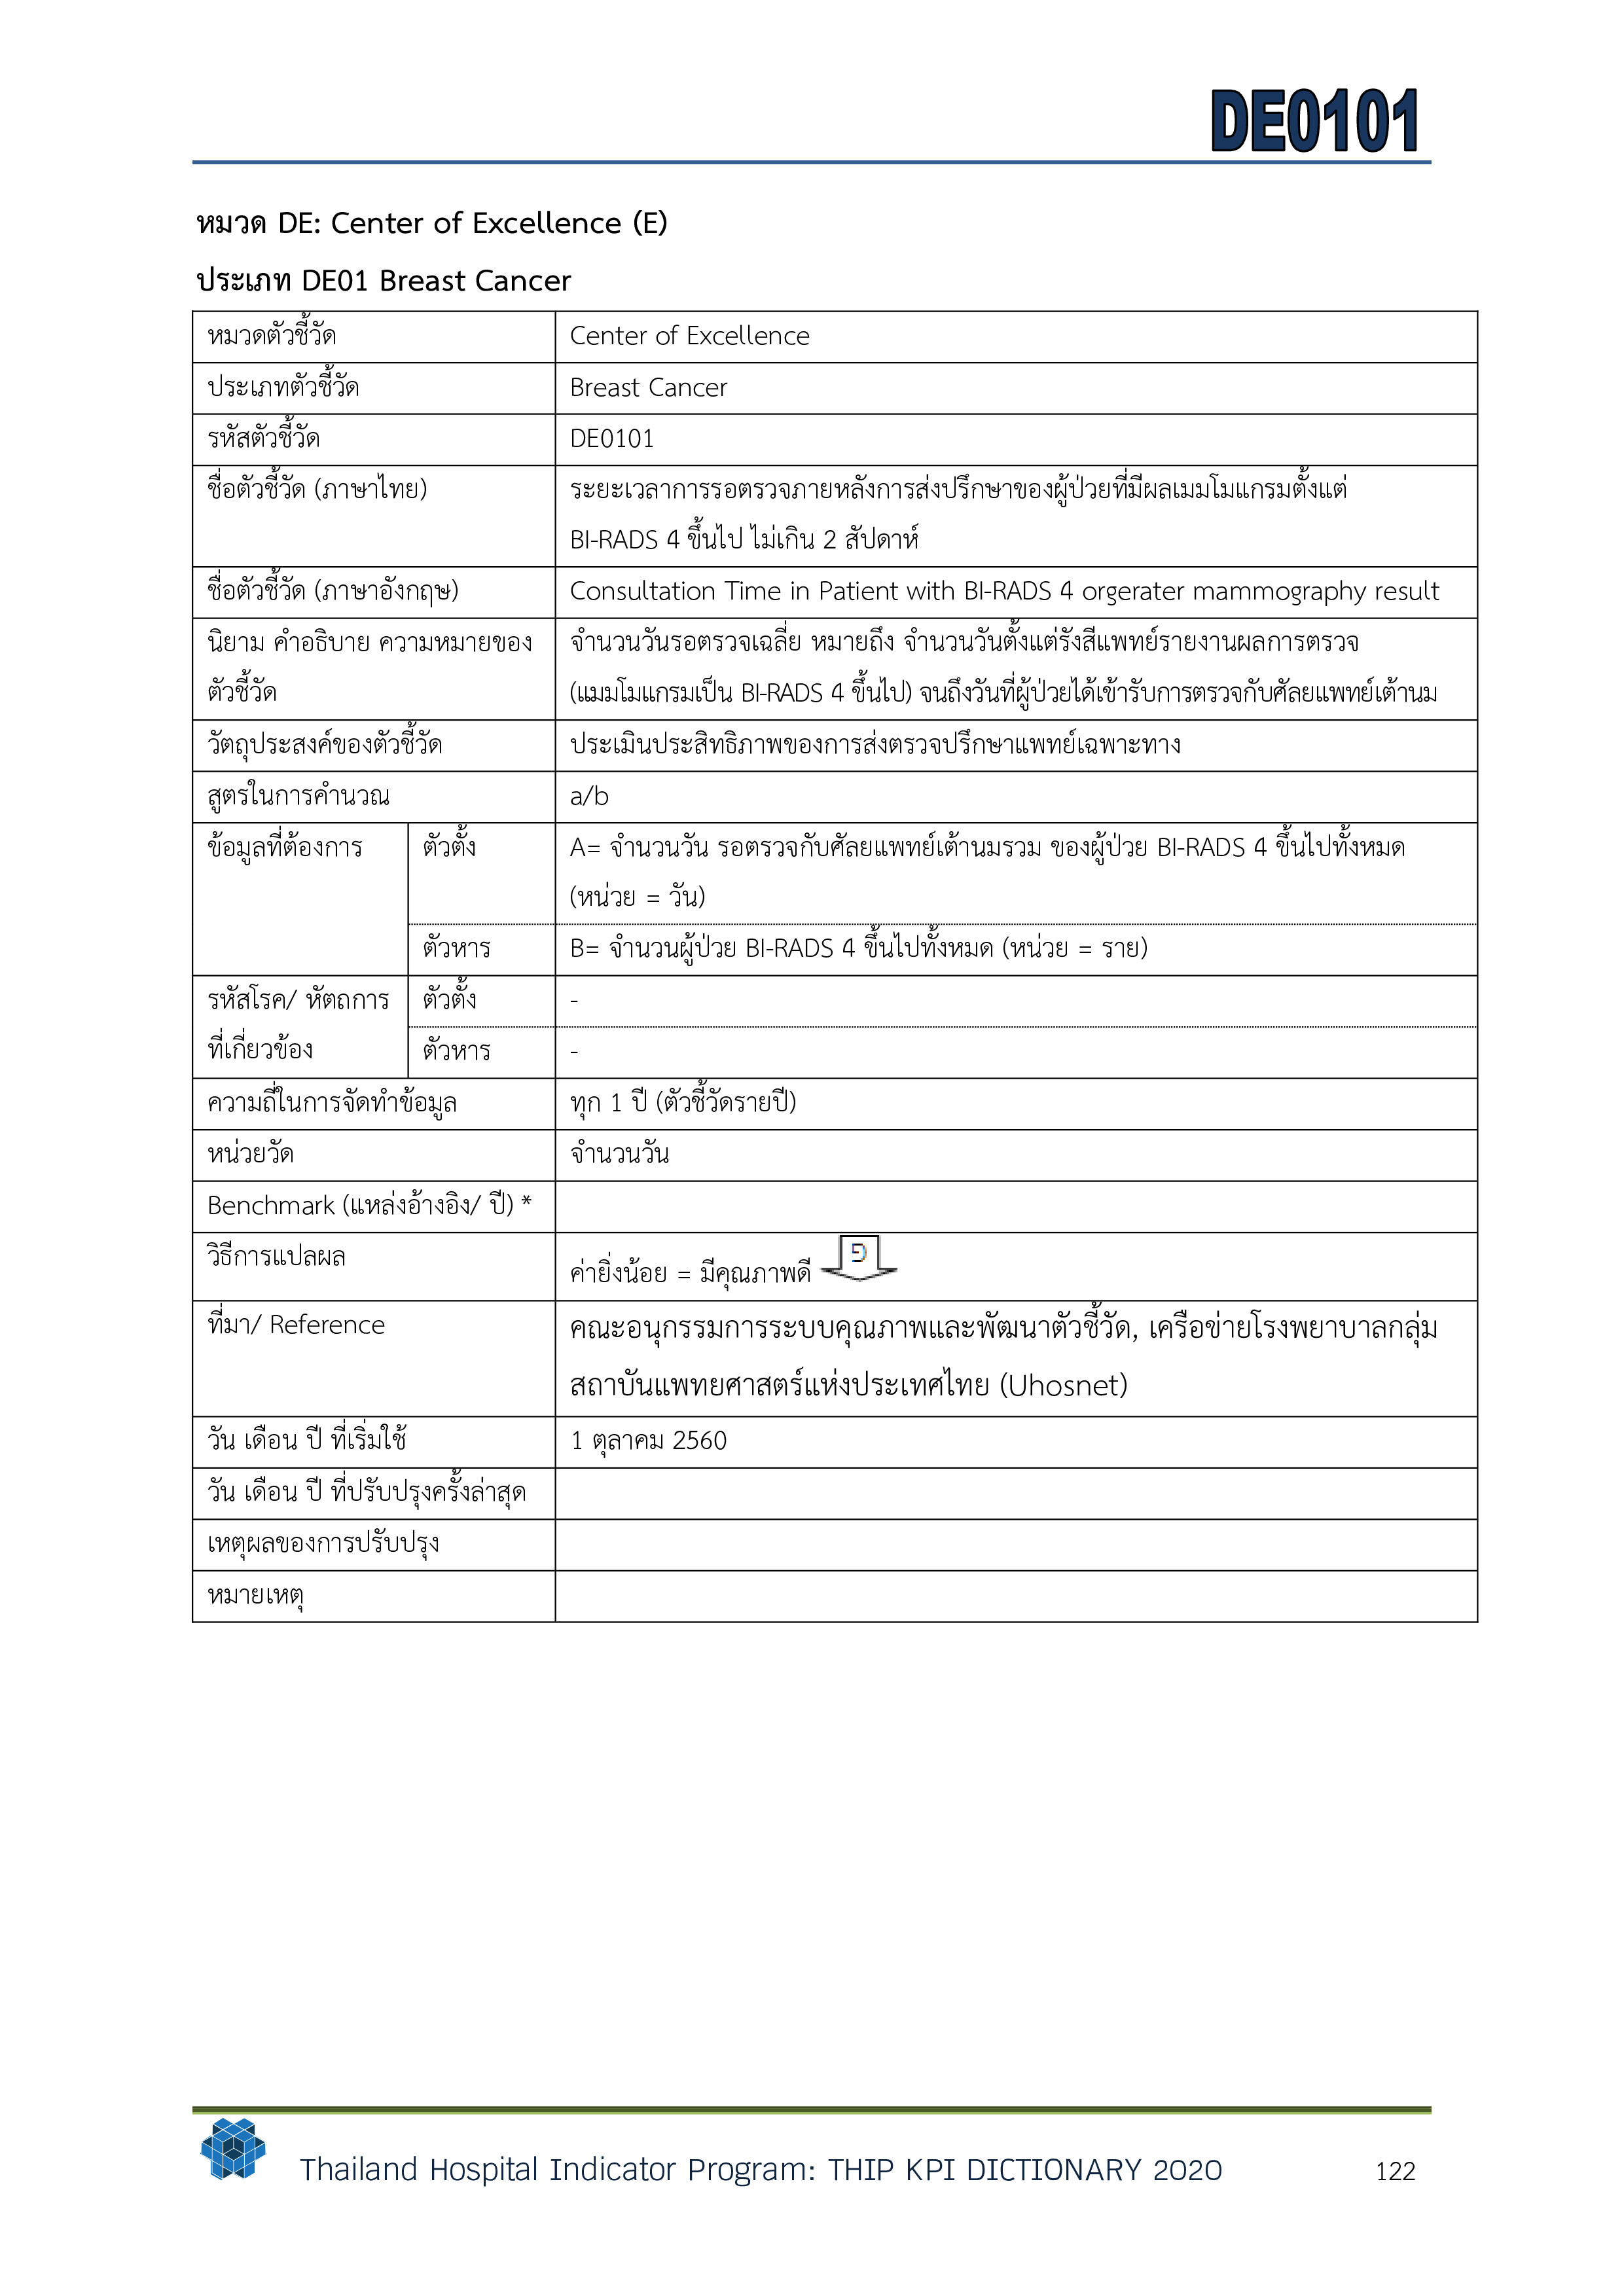 DE0101
หมวด DE: Center of Excellence (E)
ประเภท DE01 Breast Cancer
หมวดตัวชี้วัด Center of Excellence
ประเภทตัวชี้วัด Breast Cancer
รหัสตัวชี้วัด DE0101
ชื่อตัวชี้วัด (ภาษาไทย) ระยะเวลาการรอตรวจภายหลังการส่งปรึกษาของผู้ป่วยที่มีผลเมมโมแกรมตั้งแต่
BI-RADS 4 ขึ้นไป ไม่เกิน 2 สัปดาห์
ชื่อตัวชี้วัด (ภาษาอังกฤษ) Consultation Time in Patient with BI-RADS 4 orgerater mammography result
นิยาม คำอธิบาย ความหมายของ จำนวนวันรอตรวจเฉลี่ย หมายถึง จำนวนวันตั้งแต่รังสีแพทย์รายงานผลการตรวจ
ตัวชี้วัด (แมมโมแกรมเป็น BI-RADS 4 ขึ้นไป) จนถึงวันที่ผู้ป่วยได้เข้ารับการตรวจกับศัลยแพทย์เต้านม
วัตถุประสงค์ของตัวชี้วัด ประเมินประสิทธิภาพของการส่งตรวจปรึกษาแพทย์เฉพาะทาง
สูตรในการคำนวณ a/b
ข้อมูลที่ต้องการ ตัวตั้ง A= จำนวนวัน รอตรวจกับศัลยแพทย์เต้านมรวม ของผู้ป่วย BI-RADS 4 ขึ้นไปทั้งหมด
(หน่วย = วัน)
ตัวหาร B= จำนวนผู้ป่วย BI-RADS 4 ขึ้นไปทั้งหมด (หน่วย = ราย)
รหัสโรค/ หัตถการ ตัวตั้ง -
ที่เกี่ยวข้อง ตัวหาร -
ความถี่ในการจัดทำข้อมูล ทุก 1 ปี (ตัวชี้วัดรายปี)
หน่วยวัด จำนวนวัน
Benchmark (แหล่งอ้างอิง/ ปี) *
วิธีการแปลผล ค่ายิ่งน้อย = มีคุณภาพดี
ที่มา/ Reference คณะอนุกรรมการระบบคุณภาพและพัฒนาตัวชี้วัด, เครือข่ายโรงพยาบาลกลุ่ม
สถาบันแพทยศาสตร์แห่งประเทศไทย (Uhosnet)
วัน เดือน ปี ที่เริ่มใช้ 1 ตุลาคม 2560
วัน เดือน ปี ที่ปรับปรุงครั้งล่าสุด
เหตุผลของการปรับปรุง
หมายเหตุ
Thailand Hospital Indicator Program: THIP KPI DICTIONARY 2020 122